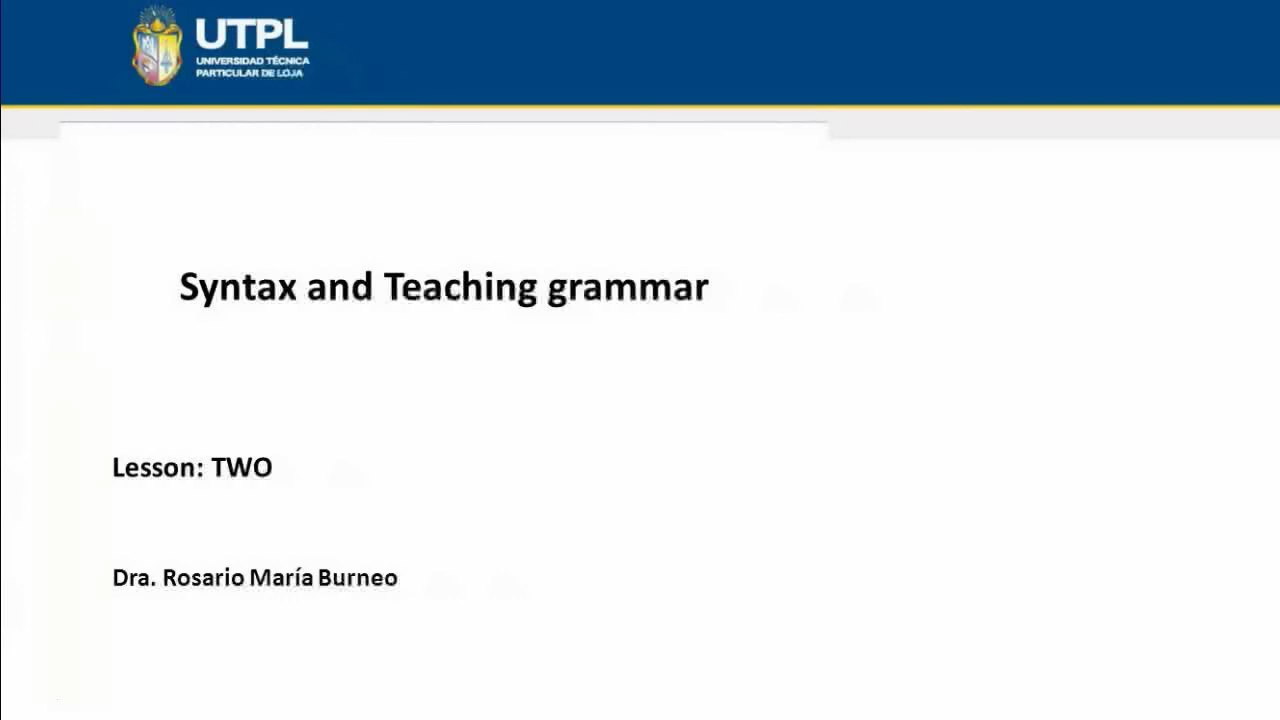 UTPL
UNIVERSIDAD TÉCNICA
PARTICULAR DE LOJA
Syntax and Teaching grammar
Lesson: TWO
Dra. Rosario María Burneo